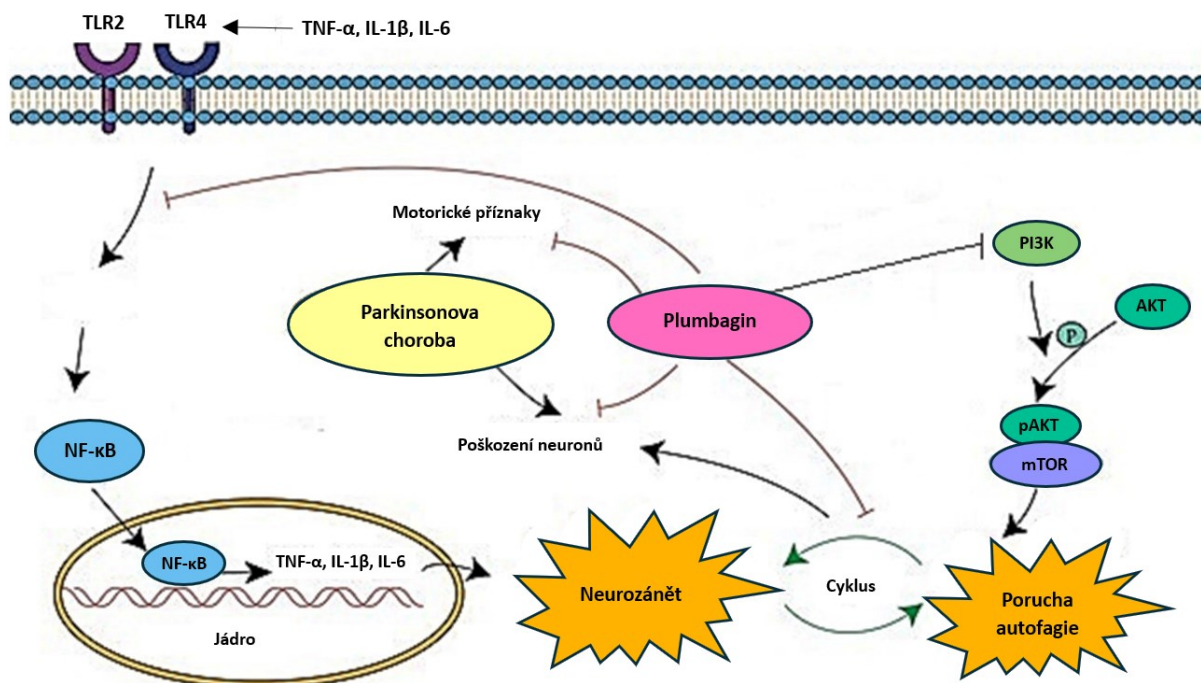 TLR2
TLR4
TNF-α, IL-1β, IL-6
Motorické příznaky
PI3K
Parkinsonova
choroba
Plumbagin
AKT
P
pAKT
mTOR
NF-κB
Poškození neuronů
NF-κB
TNF-α, IL-1β, IL-6
Jádro
Neurozánět
Cyklus
Porucha
autofagie